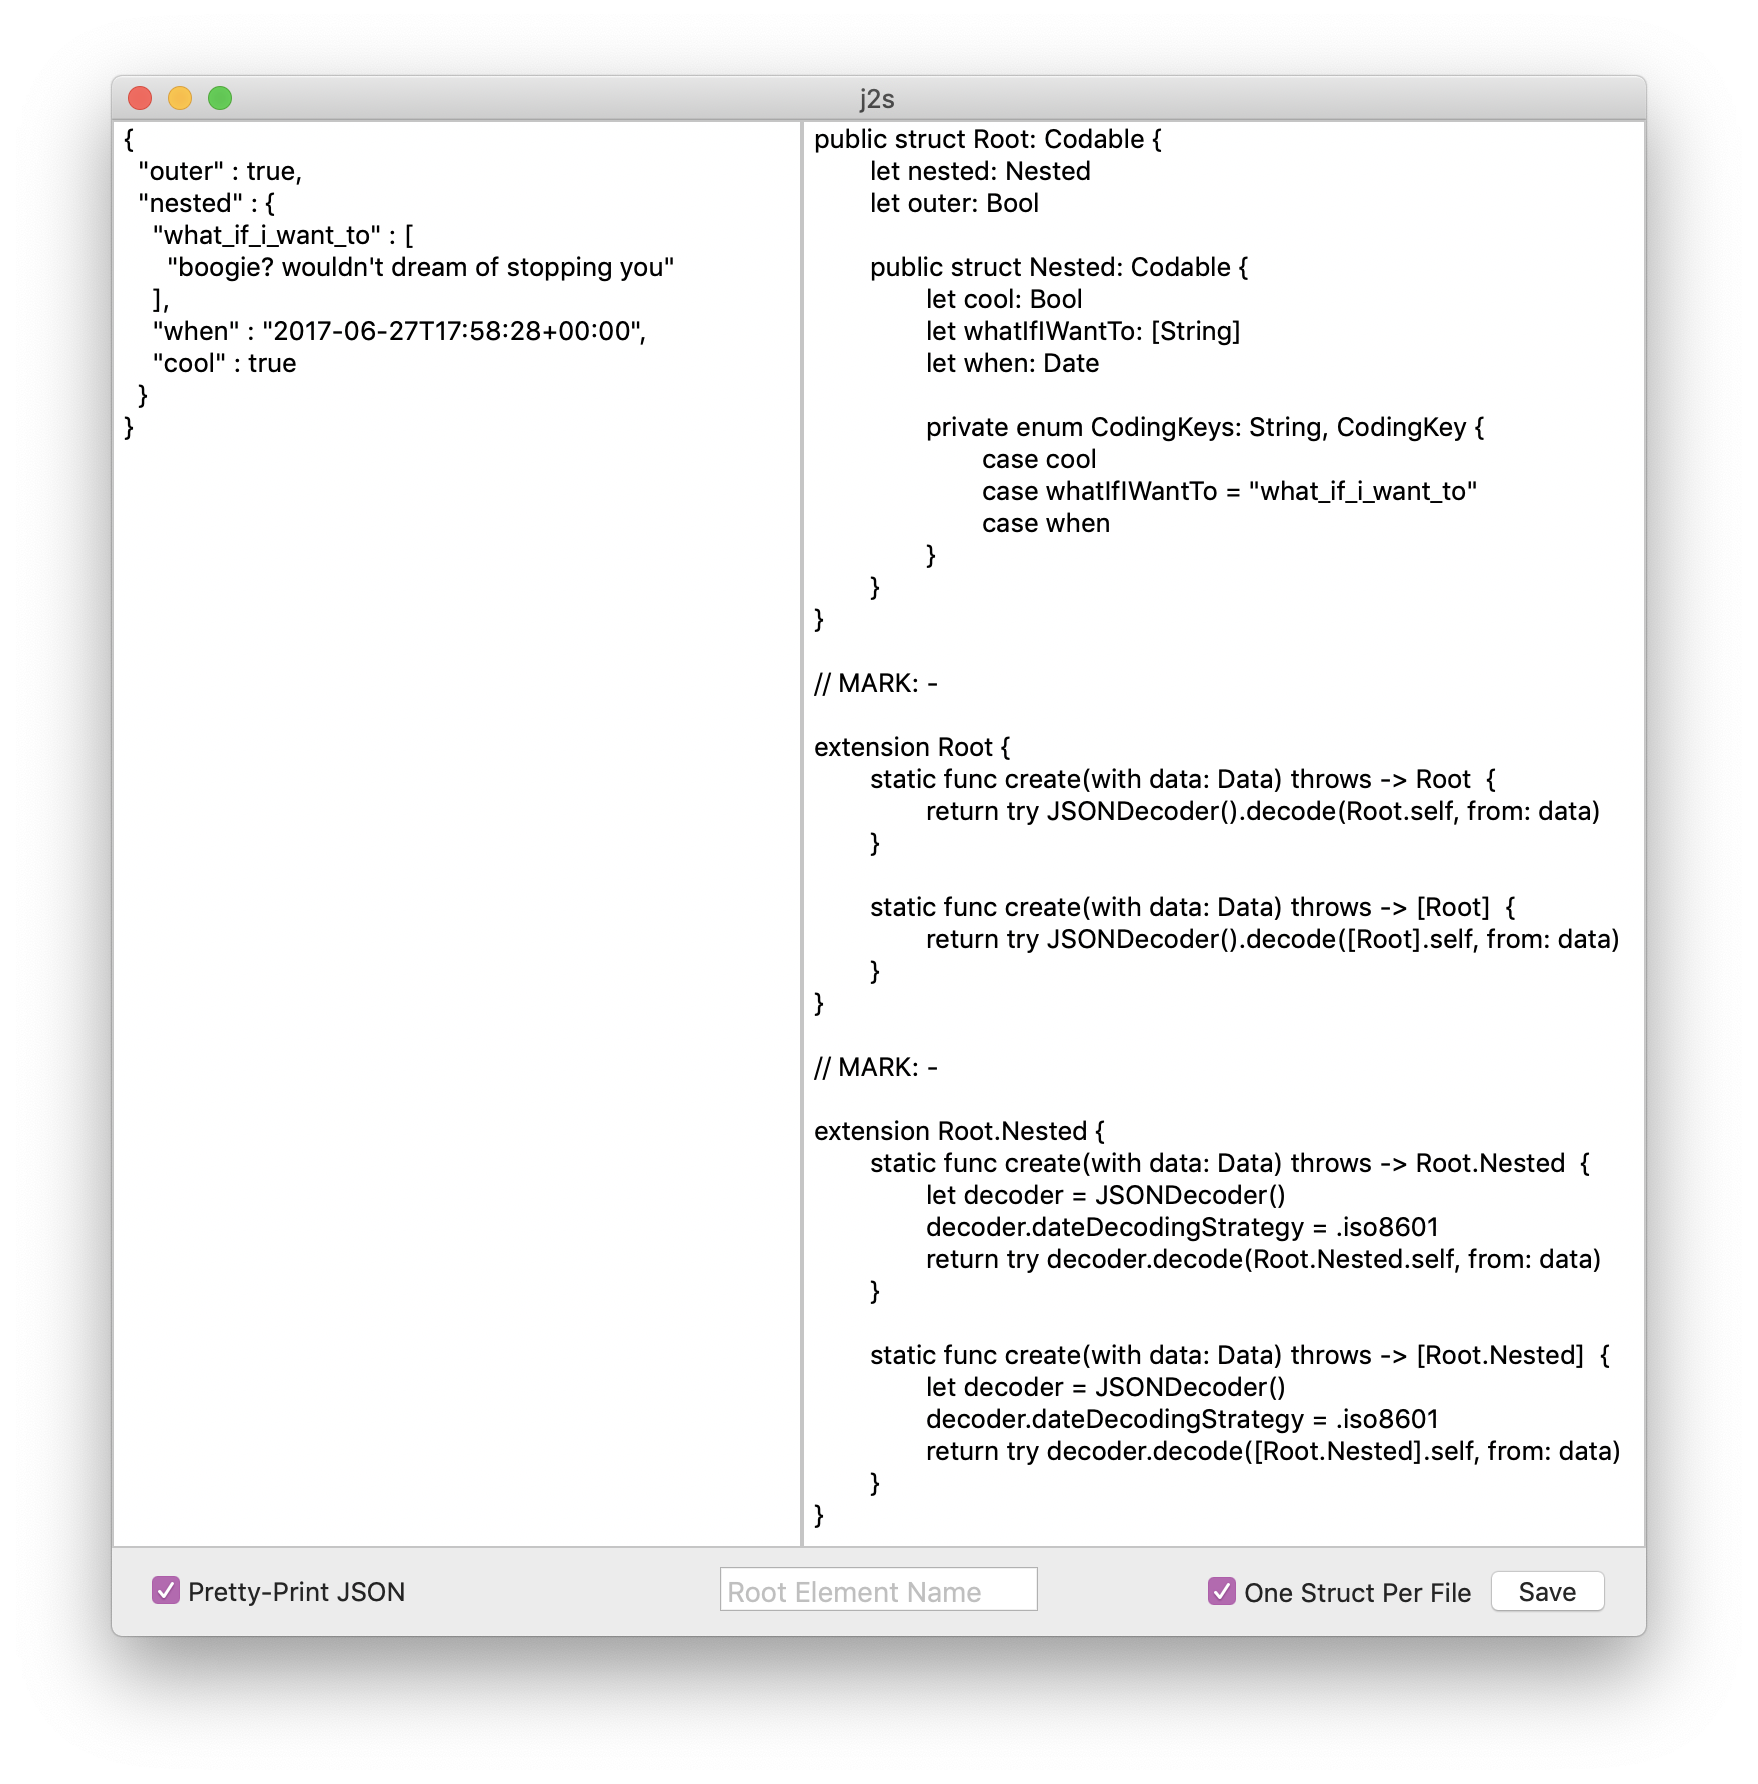 j2s
{
  "outer" : true,
  "nested" : {
    "what_if_i_want_to" : [
      "boogie? wouldn't dream of stopping you"
    ],
    "when" : "2017-06-27T17:58:28+00:00",
    "cool" : true
  }
}
public struct Root: Codable {
	let nested: Nested
	let outer: Bool

	public struct Nested: Codable {
		let cool: Bool
		let whatIfIWantTo: [String]
		let when: Date

		private enum CodingKeys: String, CodingKey {
			case cool
			case whatIfIWantTo = "what_if_i_want_to"
			case when
		}
	}
}

// MARK: -

extension Root {
	static func create(with data: Data) throws -> Root  {
		return try JSONDecoder().decode(Root.self, from: data)
	}

	static func create(with data: Data) throws -> [Root]  {
		return try JSONDecoder().decode([Root].self, from: data)
	}
}

// MARK: -

extension Root.Nested {
	static func create(with data: Data) throws -> Root.Nested  {
		let decoder = JSONDecoder()
		decoder.dateDecodingStrategy = .iso8601
		return try decoder.decode(Root.Nested.self, from: data)
	}

	static func create(with data: Data) throws -> [Root.Nested]  {
		let decoder = JSONDecoder()
		decoder.dateDecodingStrategy = .iso8601
		return try decoder.decode([Root.Nested].self, from: data)
	}
}
Pretty-Print JSON
Root Element Name
One Struct Per File
Save